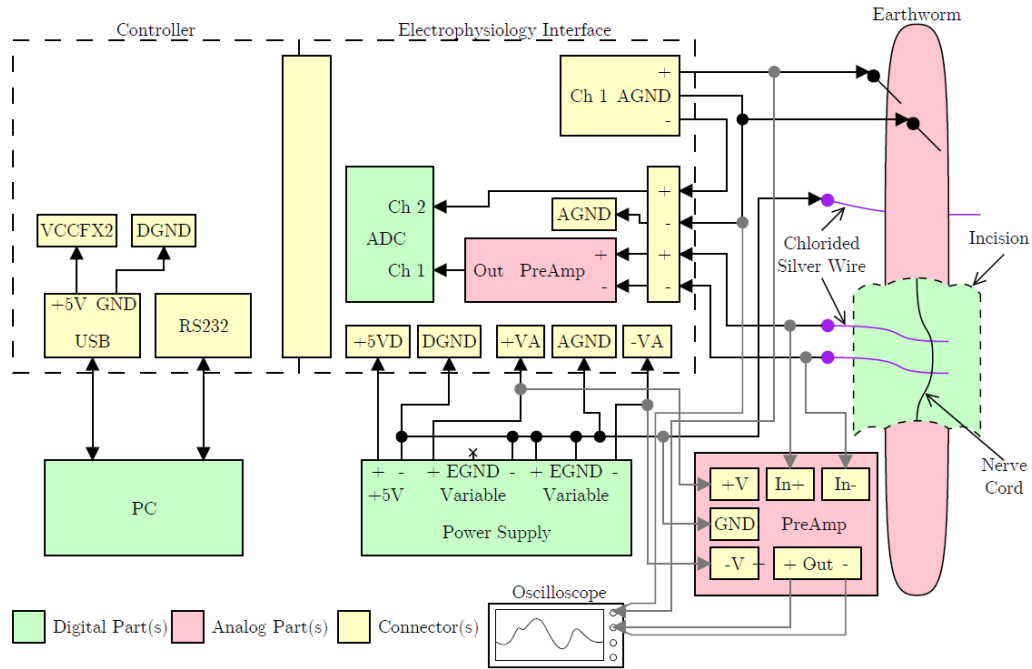 Controller
Electrophysiology Interface
Earthworm
+
Ch 1 AGND
-
Ch 2
ADC
Ch 1
AGND
+
-
+
-
Out PreAmp
+
-
VCCFX2
DGND
+5V GND
USB
RS232
Chlorided
Silver Wire
Incision
+5VD
DGND
+VA
AGND
-VA
+ -
+5V
+ EGND -
Variable
+ EGND -
Variable
Power Supply
PC
+V
In+
In-
GND
PreAmp
-V
+ Out -
Nerve
Cord
Oscilloscope
Digital Part(s)
Analog Part(s)
Connector(s)